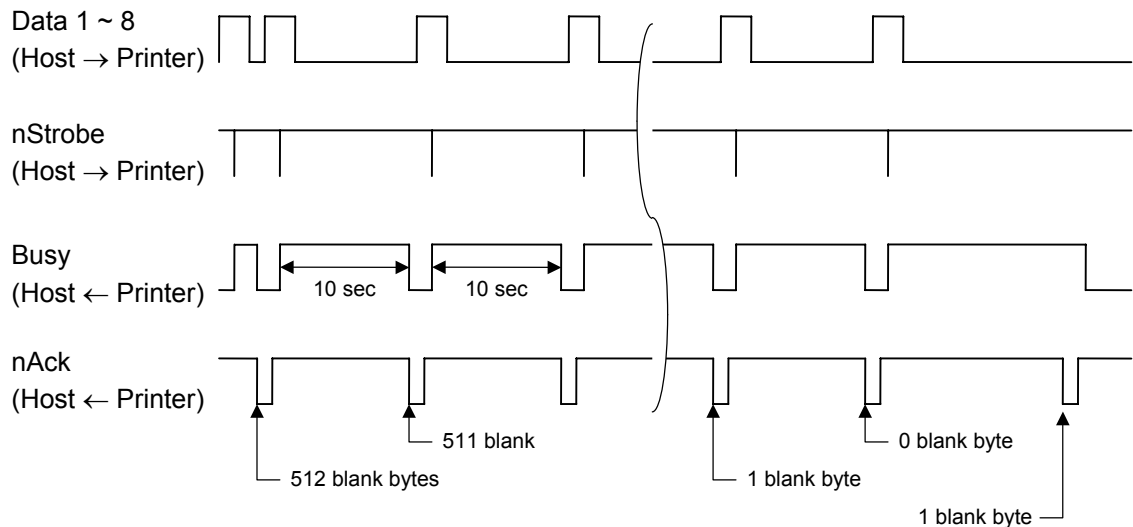 Data 1 ~ 8
(Host → Printer)
nStrobe
(Host → Printer)
Busy
(Host ← Printer)
10 sec
10 sec
nAck
(Host ← Printer)
511 blank
0 blank byte
512 blank bytes
1 blank byte
1 blank byte